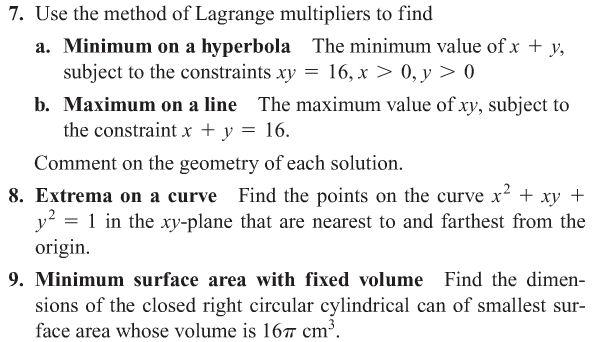 7. Use the method of Lagrange multipliers to find
a. Minimum on a hyperbola The minimum value of x + y,
subject to the constraints xy = 16, x > 0, y > 0
b. Maximum on a line The maximum value of xy, subject to
the constraint x + y = 16.
Comment on the geometry of each solution.
8. Extrema on a curve Find the points on the curve x² + xy +
y² = 1 in the xy-plane that are nearest to and farthest from the
origin.
9. Minimum surface area with fixed volume Find the dimen-
sions of the closed right circular cylindrical can of smallest sur-
face area whose volume is 16π cm³.